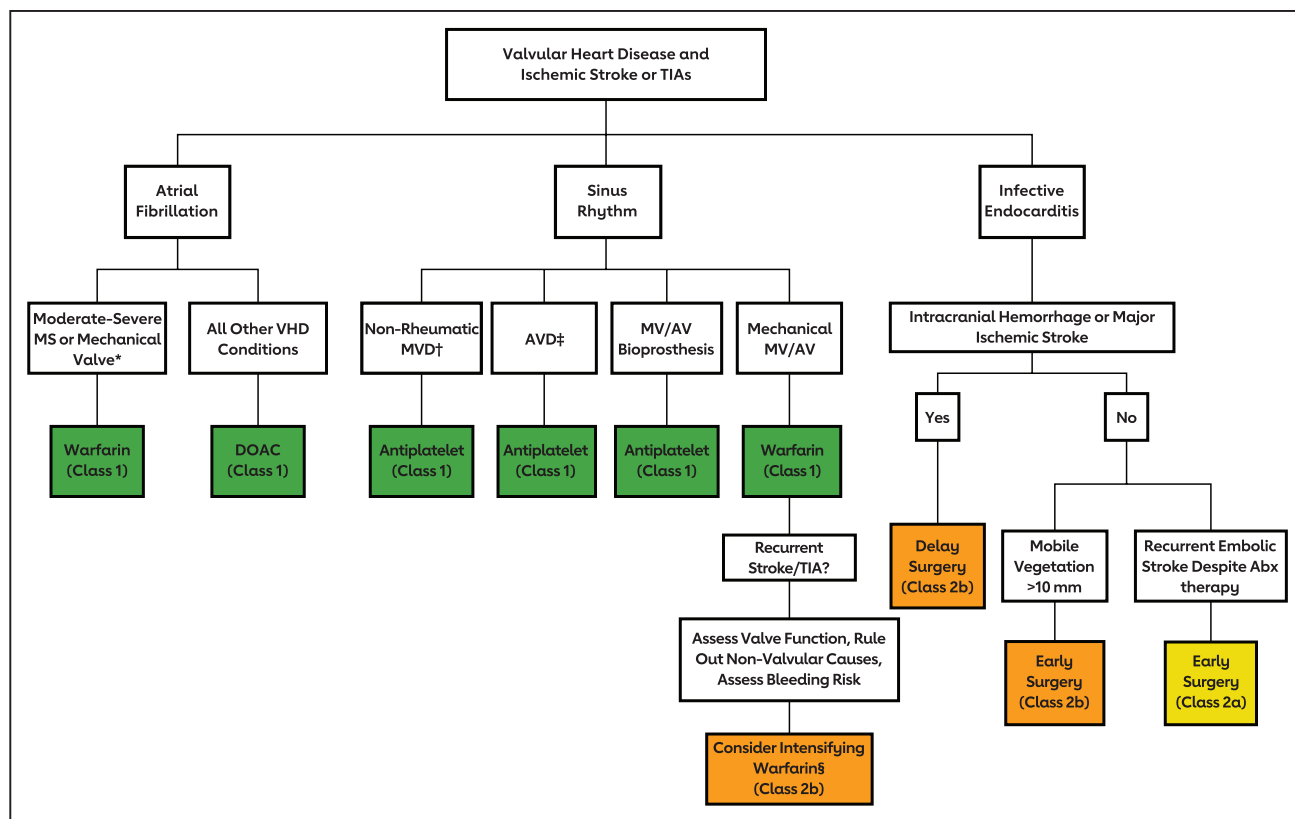 Valvular Heart Disease and
Ischemic Stroke or TIAs
Atrial
Fibrillation
Sinus
Rhythm
Infective
Endocarditis
Moderate-Severe
MS or Mechanical
Valve*
All Other VHD
Conditions
Non-Rheumatic
MVD†
AVD‡
MV/AV
Bioprosthesis
Mechanical
MV/AV
Intracranial Hemorrhage or Major
Ischemic Stroke
Yes
No
Warfarin
(Class 1)
DOAC
(Class 1)
Antiplatelet
(Class 1)
Antiplatelet
(Class 1)
Antiplatelet
(Class 1)
Warfarin
(Class 1)
Recurrent
Stroke/TIA?
Assess Valve Function, Rule
Out Non-Valvular Causes,
Assess Bleeding Risk
Consider Intensifying
Warfarin§
(Class 2b)
Delay
Surgery
(Class 2b)
Mobile
Vegetation
>10 mm
Recurrent Embolic
Stroke Despite Abx
therapy
Early
Surgery
(Class 2b)
Early
Surgery
(Class 2a)